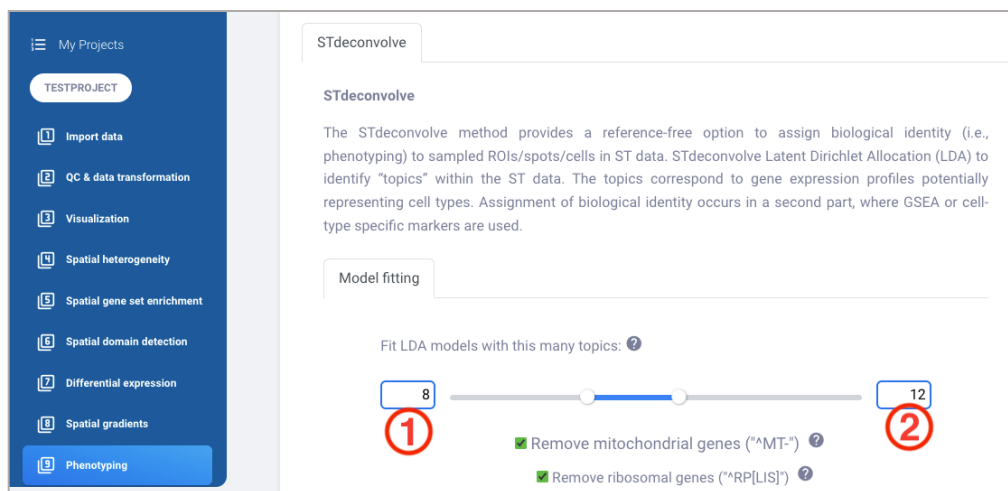 My Projects
TESTPROJECT
1 Import data
2 QC & data transformation
3 Visualization
4 Spatial heterogeneity
5 Spatial gene set enrichment
6 Spatial domain detection
7 Differential expression
8 Spatial gradients
9 Phenotyping
STdeconvolve
STdeconvolve
The STdeconvolve method provides a reference-free option to assign biological identity (i.e.,
phenotyping) to sampled ROIs/spots/cells in ST data. STdeconvolve Latent Dirichlet Allocation (LDA) to
identify “topics” within the ST data. The topics correspond to gene expression profiles potentially
representing cell types. Assignment of biological identity occurs in a second part, where GSEA or cell-
type specific markers are used.
Model fitting
Fit LDA models with this many topics: ?
8 12
1 2
Remove mitochondrial genes ("^MT-") ?
Remove ribosomal genes ("^RP[LIS]") ?